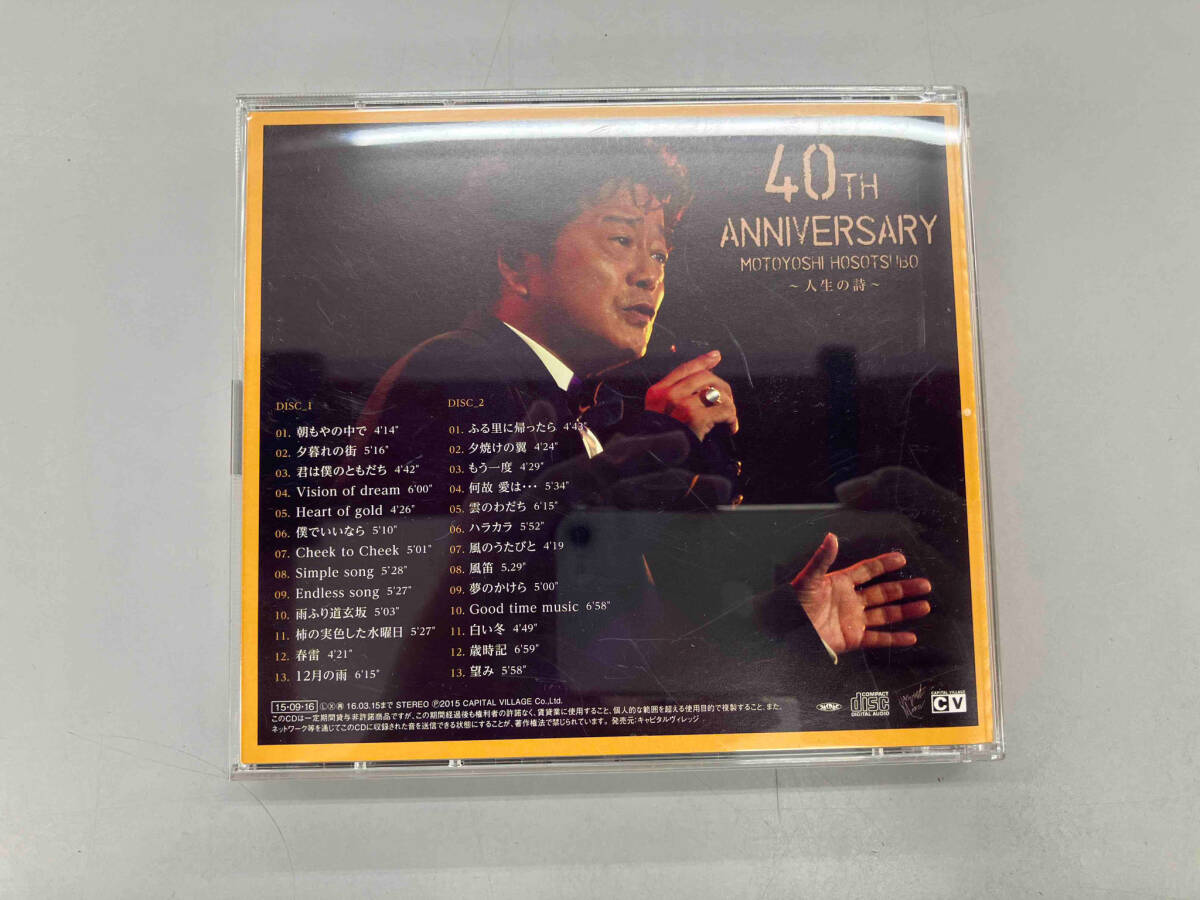 40TH
ANNIVERSARY
MOTOYOSHI HOSOTSUBO
~人生の詩~
DISC_1
01. 朝もやの中で 4'14"
02. 夕暮れの街 5'16"
03. 君は僕のともだち 4'42"
04. Vision of dream 6'00"
05. Heart of gold 4'26"
06. 僕でいいなら 5'10"
07. Cheek to Cheek 5'01"
08. Simple song 5'28"
09. Endless song 5'27"
10. 雨ふり道玄坂 5'03"
11. 柿の実色した水曜日 5'27"
12. 春雷 4'21"
13. 12月の雨 6'15"
DISC_2
01. ふる里に帰ったら 4'43"
02. 夕焼けの翼 4'24"
03. もう一度 4'29"
04. 何故 愛は・・・ 5'34"
05. 雲のわだち 6'15"
06. ハラカラ 5'52"
07. 風のうたびと 4'19
08. 風笛 5.29"
09. 夢のかけら 5'00"
10. Good time music 6'58"
11. 白い冬 4'49"
12. 歳時記 6'59"
13. 望み 5'58"
15·09·16 Ⓛ Ⓧ 16.03.15まで STEREO Ⓟ2015 CAPITAL VILLAGE Co.,Ltd.
このCDは一定期間貸与非許諾商品ですが、この期間経過後も権利者の許諾なく、賃貸業に使用すること、個人的な範囲を超える使用目的で複製すること、また、
ネットワーク等を通じてこのCDに収録された音を送信できる状態にすることが、著作権法で禁じられています。発売元:キャピタルヴィレッジ
COMPACT
disc
DIGITAL AUDIO
CAPITAL VILLAGE
CV